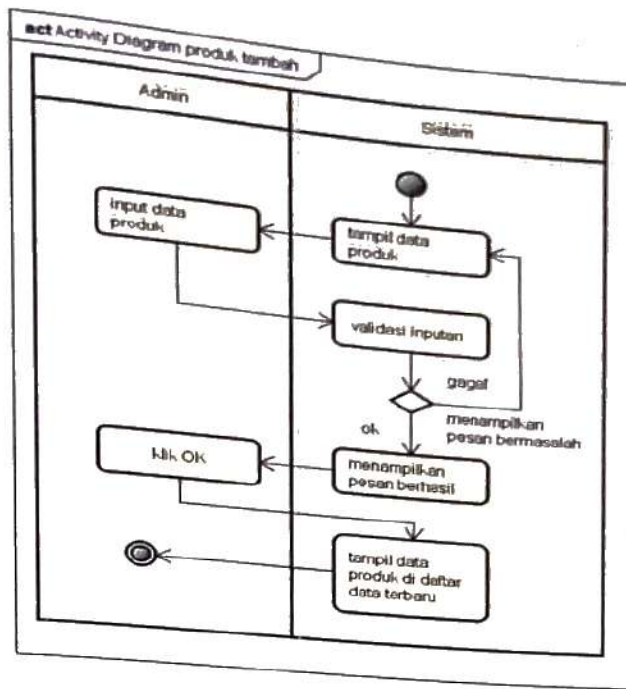 act Activity Diagram produk tambah
Admin
Sistem
input data
produk
tampil data
produk
validasi inputan
gagal
menampilkan
pesan bermasalah
ok
klik OK
menampilkan
pesan berhasil
tampil data
produk di daftar
data terbaru